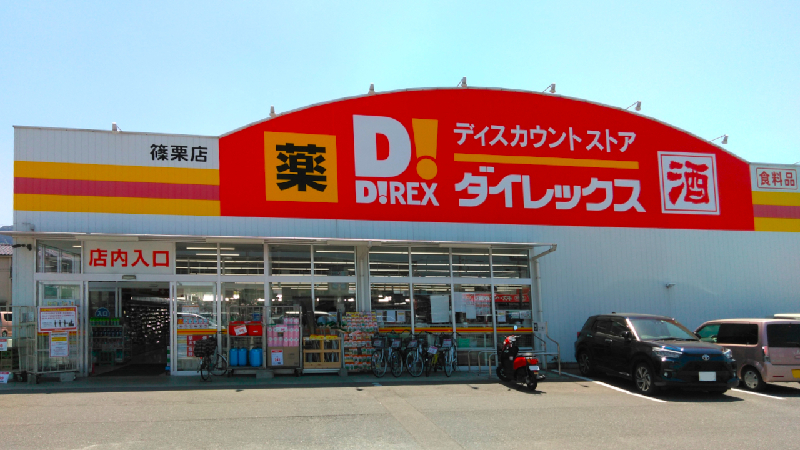 篠栗店
薬
D!
D!REX
ディスカウント ストア
ダイレックス
酒
食料品
店内入口